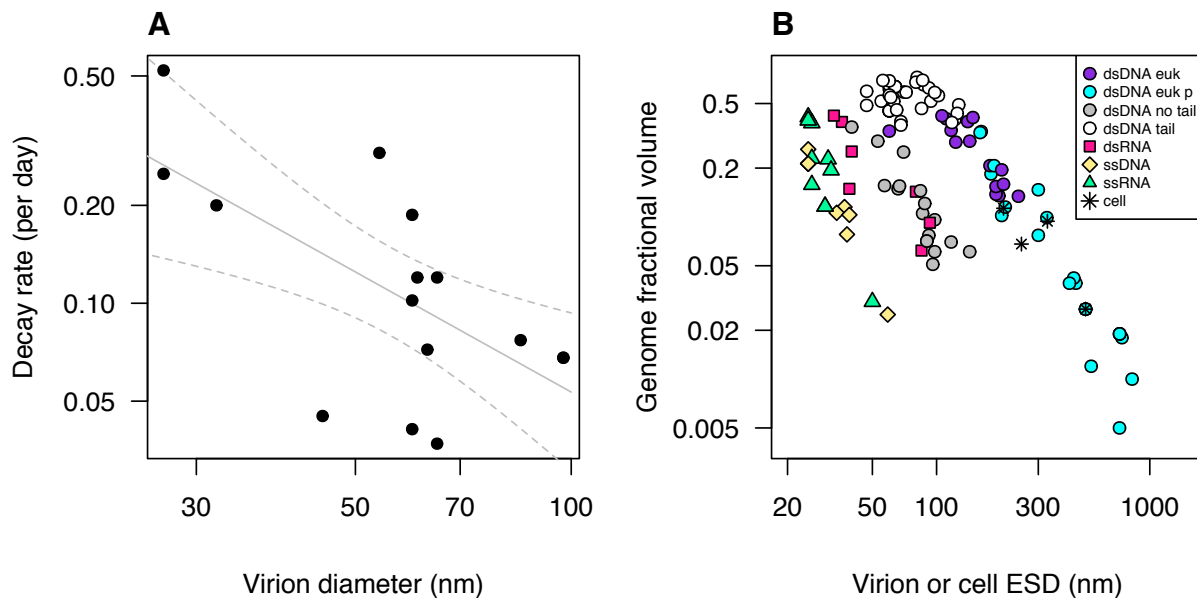 A
0.50
0.20
0.10
0.05
Decay rate (per day)
30
50
70
100
Virion diameter (nm)
B
0.5
0.2
0.05
0.02
0.005
Genome fractional volume
20
50
100
300
1000
Virion or cell ESD (nm)
dsDNA euk
dsDNA euk p
dsDNA no tail
dsDNA tail
dsRNA
ssDNA
ssRNA
cell